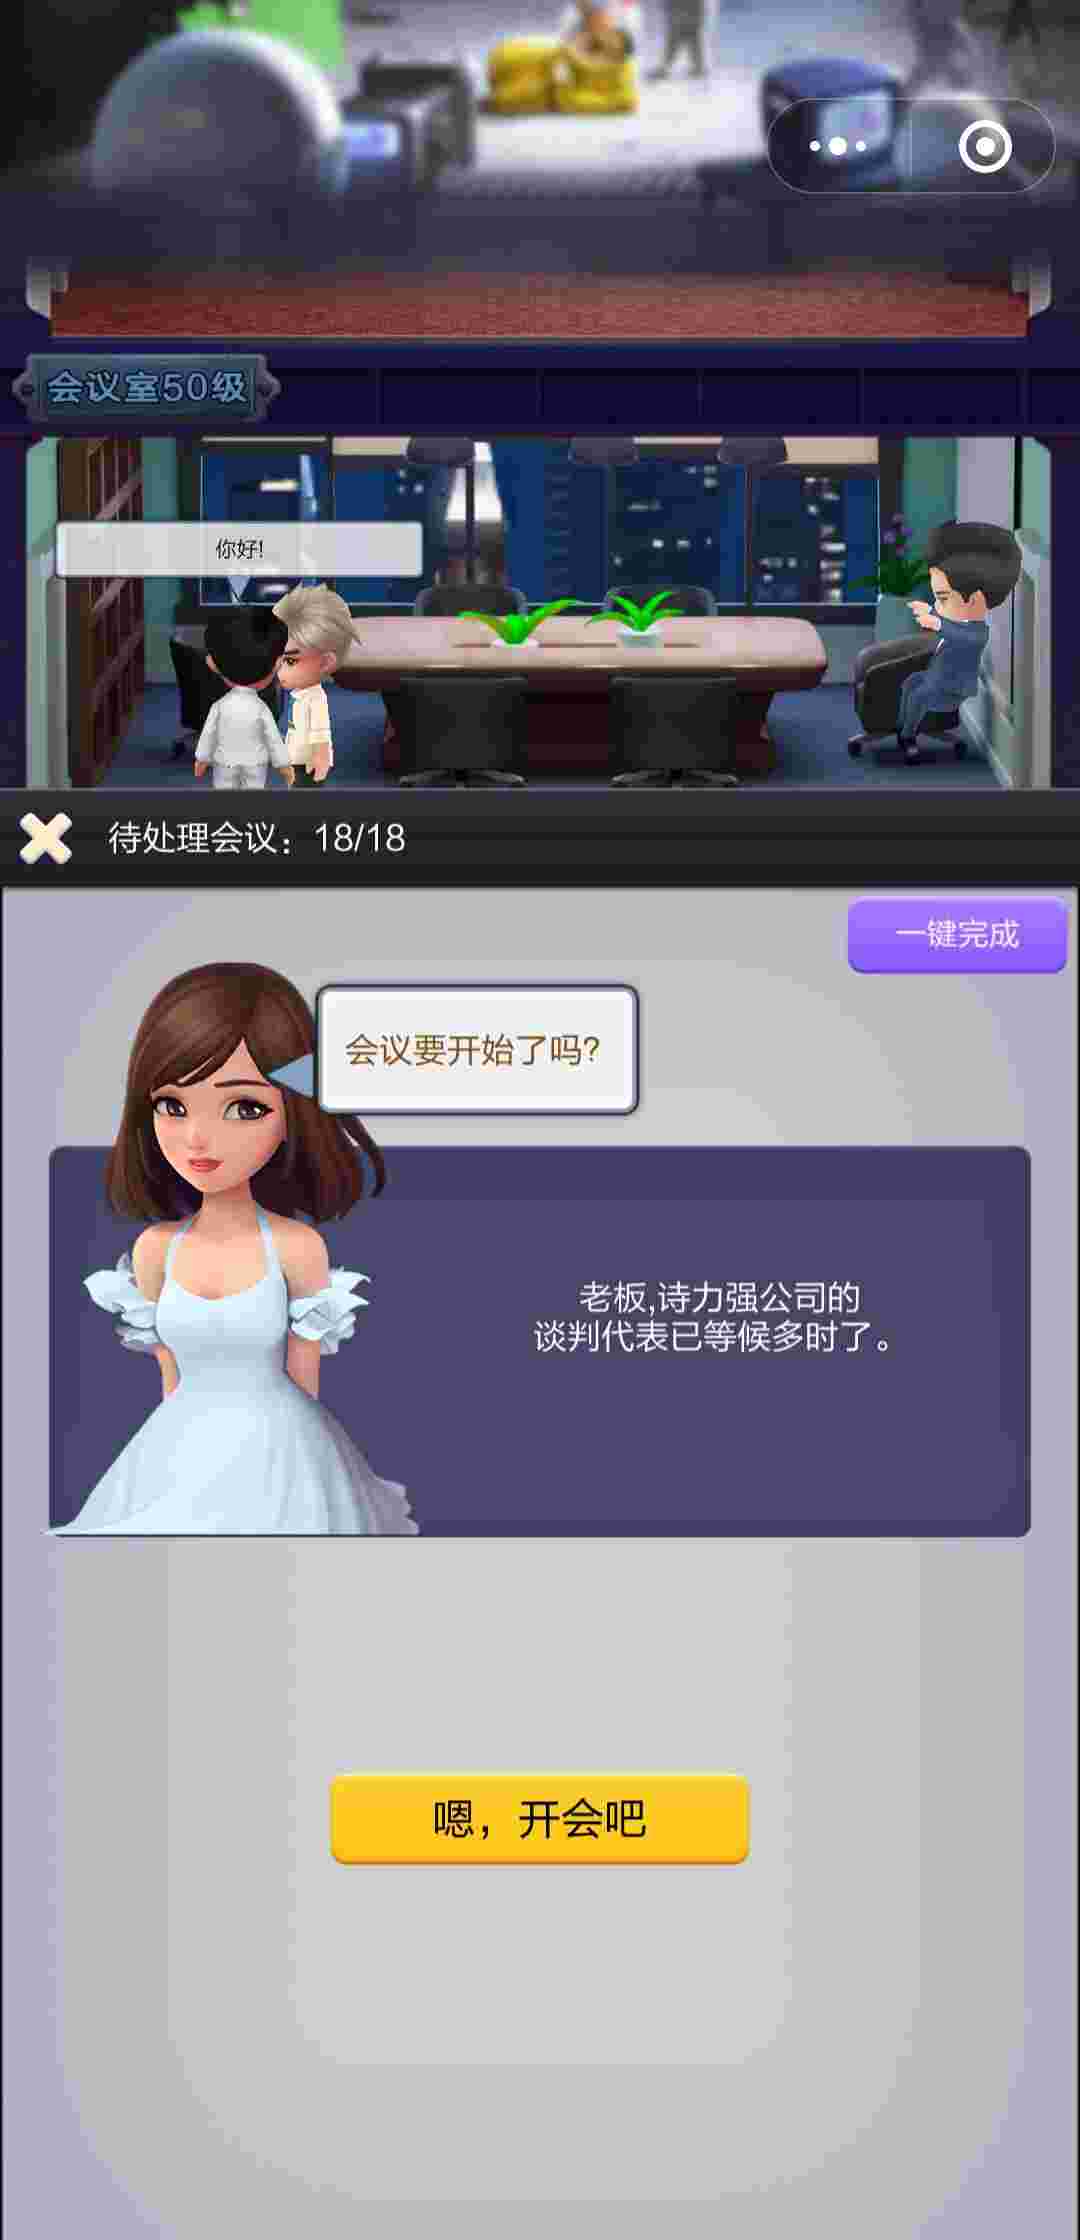 会议室50级
你好!
待处理会议：18/18
一键完成
会议要开始了吗?
老板,诗力强公司的
谈判代表已等候多时了。
嗯，开会吧